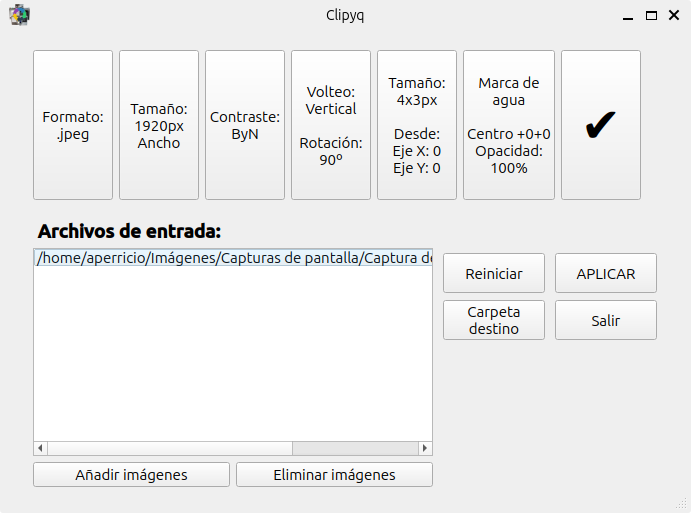 Clipyq
Formato:
.jpeg
Tamaño:
1920px
Ancho
Contraste:
ByN
Volteo:
Vertical
Rotación:
90º
Tamaño:
4x3px
Desde:
Eje X: 0
Eje Y: 0
Marca de
agua
Centro +0+0
Opacidad:
100%
✔
Archivos de entrada:
/home/aperricio/Imágenes/Capturas de pantalla/Captura de
Reiniciar
APLICAR
Carpeta
destino
Salir
Añadir imágenes
Eliminar imágenes